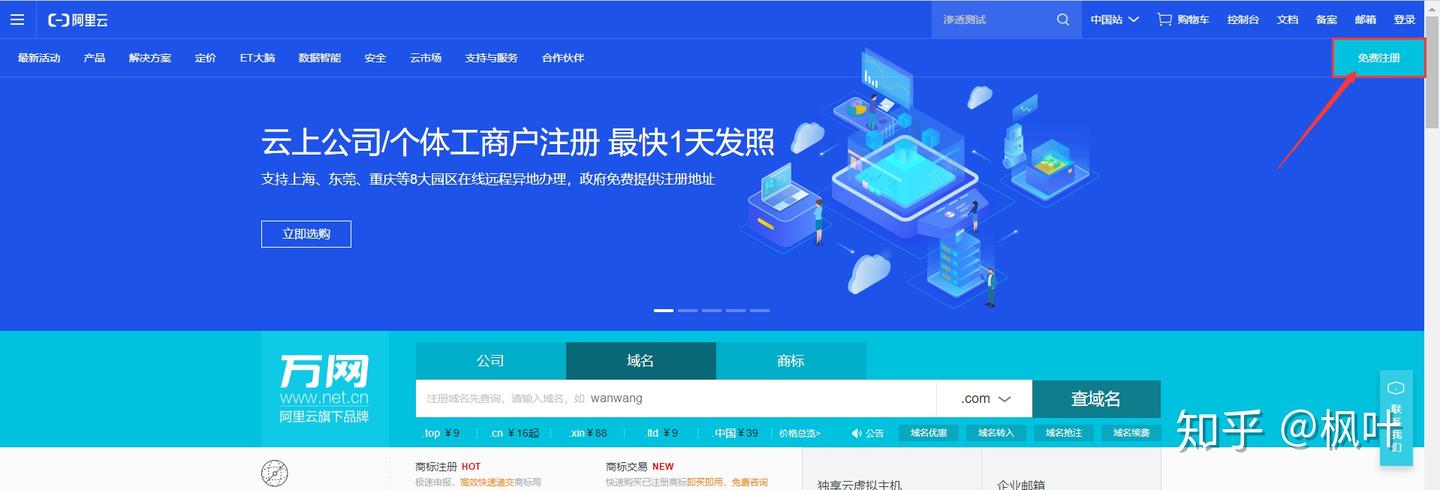 阿里云
渗透测试
中国站 购物车 控制台 文档 备案 邮箱 登录
最新活动 产品 解决方案 定价 ET大脑 数据智能 安全 云市场 支持与服务 合作伙伴
免费注册
云上公司/个体工商户注册 最快1天发照
支持上海、东莞、重庆等8大园区在线远程异地办理，政府免费提供注册地址
立即选购
万网
www.net.cn
阿里云旗下品牌
公司 域名 商标
注册域名先查询，请输入域名，如 wanwang .com 查域名
.top ￥9 .cn ￥16起 .xin￥88 .ltd ￥9 .中国￥39 价格总览> 公告 域名优惠 域名转入 域名抢注 域名续费
联系我们
知乎 @枫叶
商标注册 HOT
极速申报，高效快速递交商标局
商标交易 NEW
快速购买已注册商标即买即用，免费咨询
独享云虚拟主机
企业邮箱